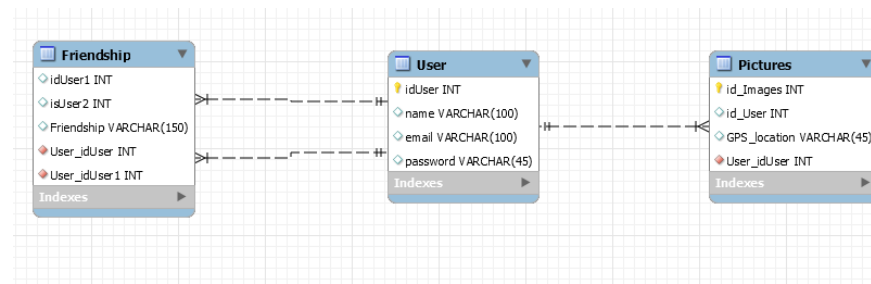 Friendship
idUser1 INT
isUser2 INT
Friendship VARCHAR(150)
User_idUser INT
User_idUser1 INT
Indexes
User
idUser INT
name VARCHAR(100)
email VARCHAR(100)
password VARCHAR(45)
Indexes
Pictures
id_Images INT
id_User INT
GPS_location VARCHAR(45)
User_idUser INT
Indexes